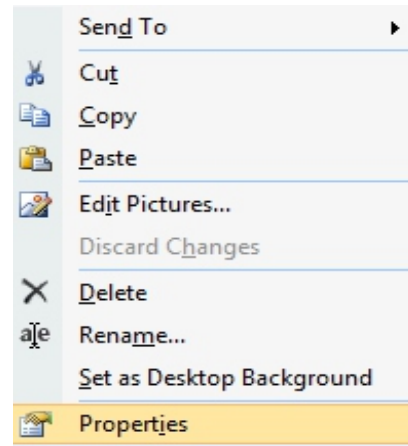 Send To
Cut
Copy
Paste
Edit Pictures...
Discard Changes
Delete
Rename...
Set as Desktop Background
Properties